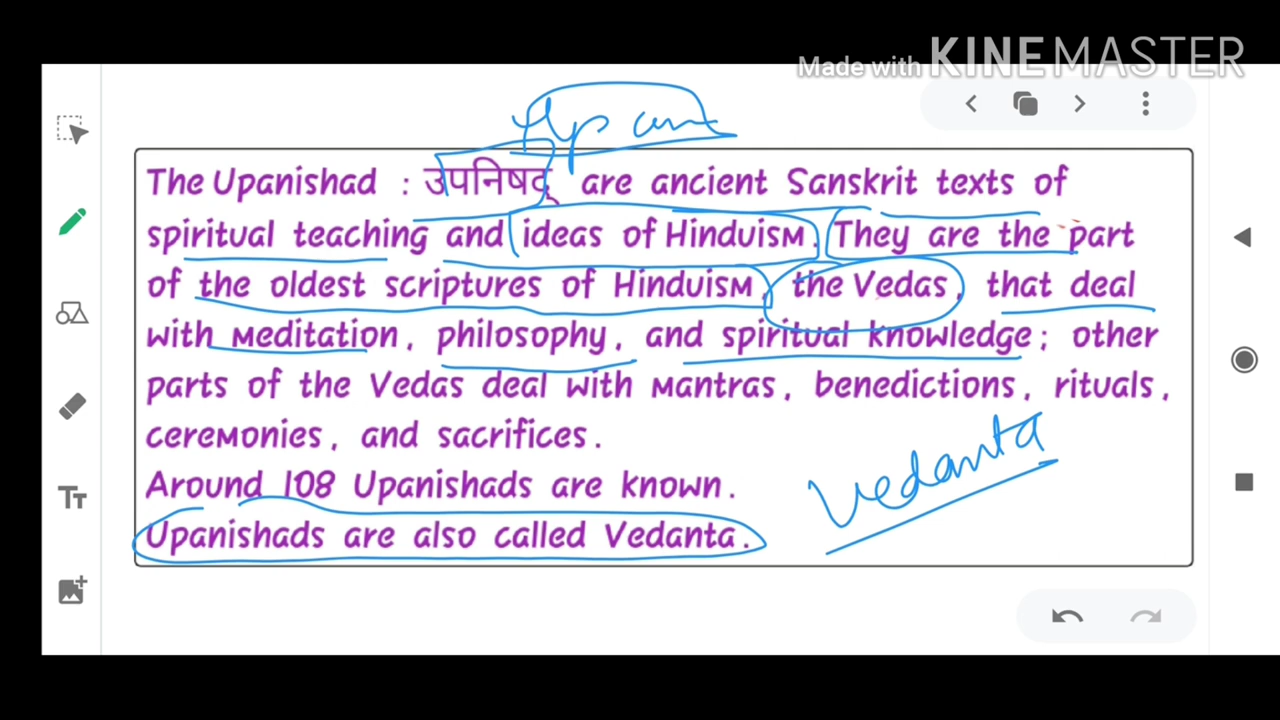 Made with KINEMASTER
The Upanishad : उपनिषद् are ancient Sanskrit texts of
spiritual teaching and ideas of Hinduism. They are the part
of the oldest scriptures of Hinduism, the Vedas, that deal
with meditation, philosophy, and spiritual knowledge; other
parts of the Vedas deal with mantras, benedictions, rituals,
ceremonies, and sacrifices.
Around 108 Upanishads are known.
Vedanta
Upanishads are also called Vedanta.
TT